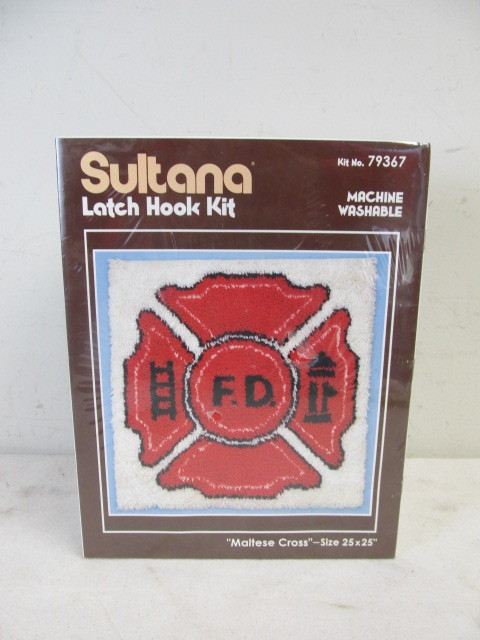 Sultana®
Kit No. 79367
Latch Hook Kit
MACHINE
WASHABLE
F.D.
"Maltese Cross"—Size 25x25"